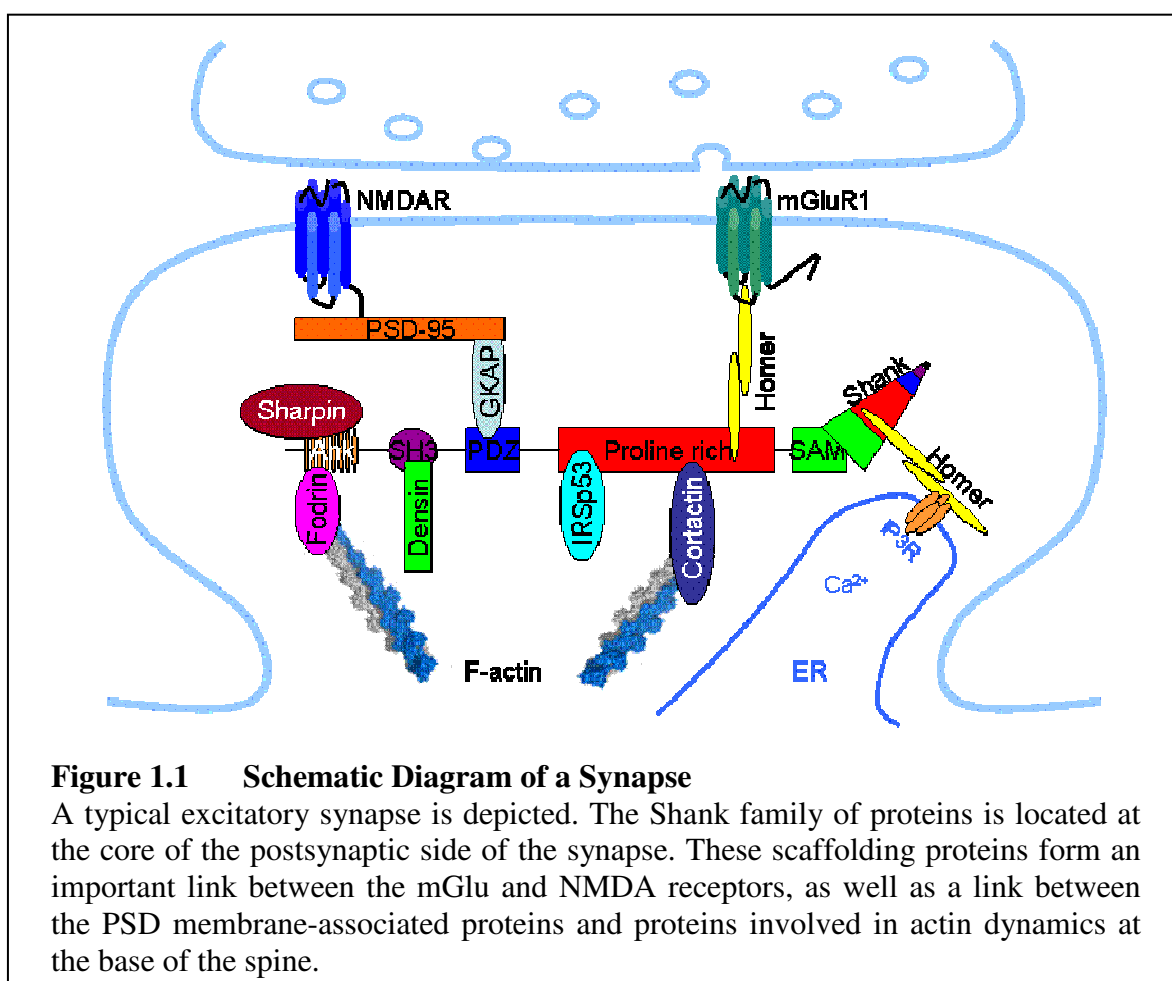 NMDAR
mGluR1
PSD-95
GKAP
Homer
Shank
Sharpin
Ank
SH3
PDZ
Proline rich
SAM
Homer
Fodrin
Densin
IRSp53
Cortactin
IP3R
Ca²⁺
F-actin
ER
Figure 1.1 Schematic Diagram of a Synapse
A typical excitatory synapse is depicted. The Shank family of proteins is located at
the core of the postsynaptic side of the synapse. These scaffolding proteins form an
important link between the mGlu and NMDA receptors, as well as a link between
the PSD membrane-associated proteins and proteins involved in actin dynamics at
the base of the spine.